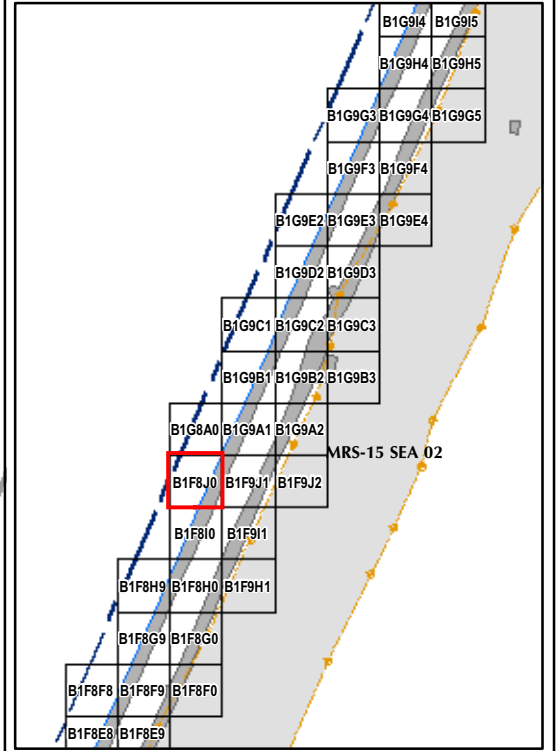 B1G9I4 B1G9I5
B1G9H4 B1G9H5
B1G9G3 B1G9G4 B1G9G5
B1G9F3 B1G9F4
B1G9E2 B1G9E3 B1G9E4
B1G9D2 B1G9D3
B1G9C1 B1G9C2 B1G9C3
B1G9B1 B1G9B2 B1G9B3
B1G8A0 B1G9A1 B1G9A2
MRS-15 SEA 02
B1F8J0 B1F9J1 B1F9J2
B1F8I0 B1F9I1
B1F8H9 B1F8H0 B1F9H1
B1F8G9 B1F8G0
B1F8F8 B1F8F9 B1F8F0
B1F8E8 B1F8E9